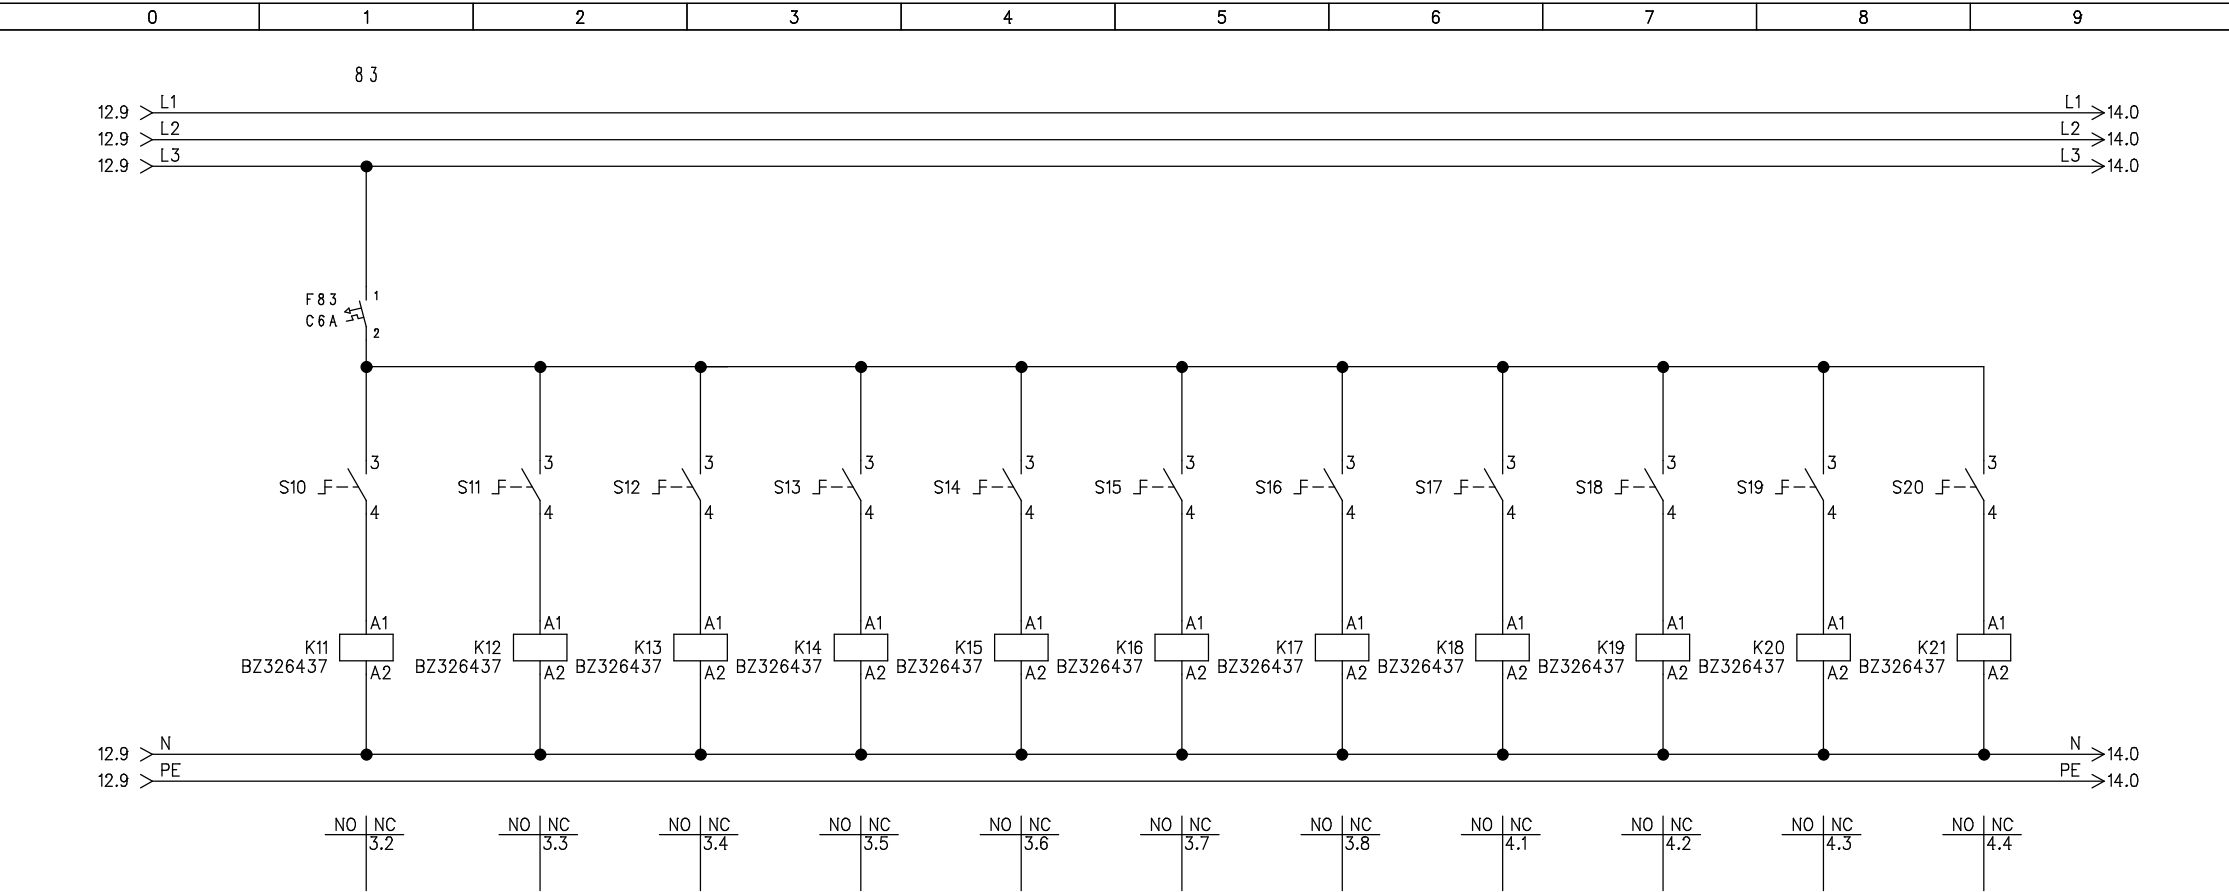 0 1 2 3 4 5 6 7 8 9
83
12.9 L1 L1 14.0
12.9 L2 L2 14.0
12.9 L3 L3 14.0
F83 1
C6A
2
3 3 3 3 3 3 3 3 3 3 3
S10 S11 S12 S13 S14 S15 S16 S17 S18 S19 S20
4 4 4 4 4 4 4 4 4 4 4
A1 A1 A1 A1 A1 A1 A1 A1 A1 A1 A1
K11 K12 K13 K14 K15 K16 K17 K18 K19 K20 K21
BZ326437 BZ326437 BZ326437 BZ326437 BZ326437 BZ326437 BZ326437 BZ326437 BZ326437 BZ326437 BZ326437
A2 A2 A2 A2 A2 A2 A2 A2 A2 A2 A2
12.9 N N 14.0
12.9 PE PE 14.0
NO NC NO NC NO NC NO NC NO NC NO NC NO NC NO NC NO NC NO NC NO NC
3.2 3.3 3.4 3.5 3.6 3.7 3.8 4.1 4.2 4.3 4.4